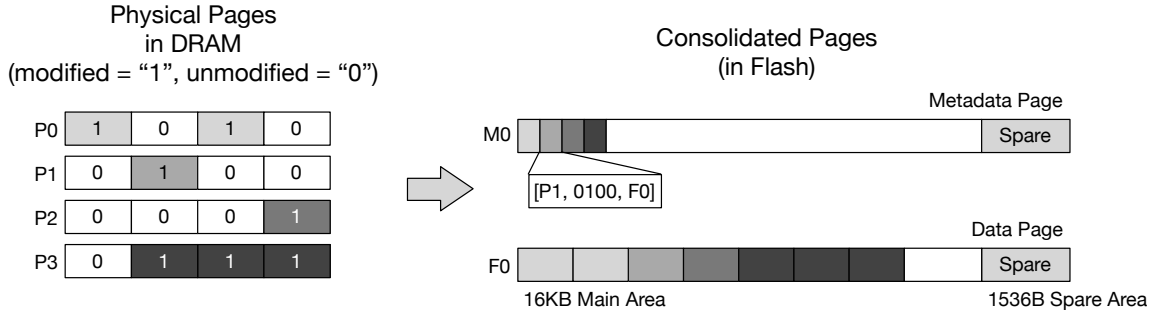 Physical Pages
in DRAM
(modified = “1”, unmodified = “0”)
P0 1 0 1 0
P1 0 1 0 0
P2 0 0 0 1
P3 0 1 1 1
Consolidated Pages
(in Flash)
Metadata Page
M0 Spare
[P1, 0100, F0]
Data Page
F0 Spare
16KB Main Area 1536B Spare Area